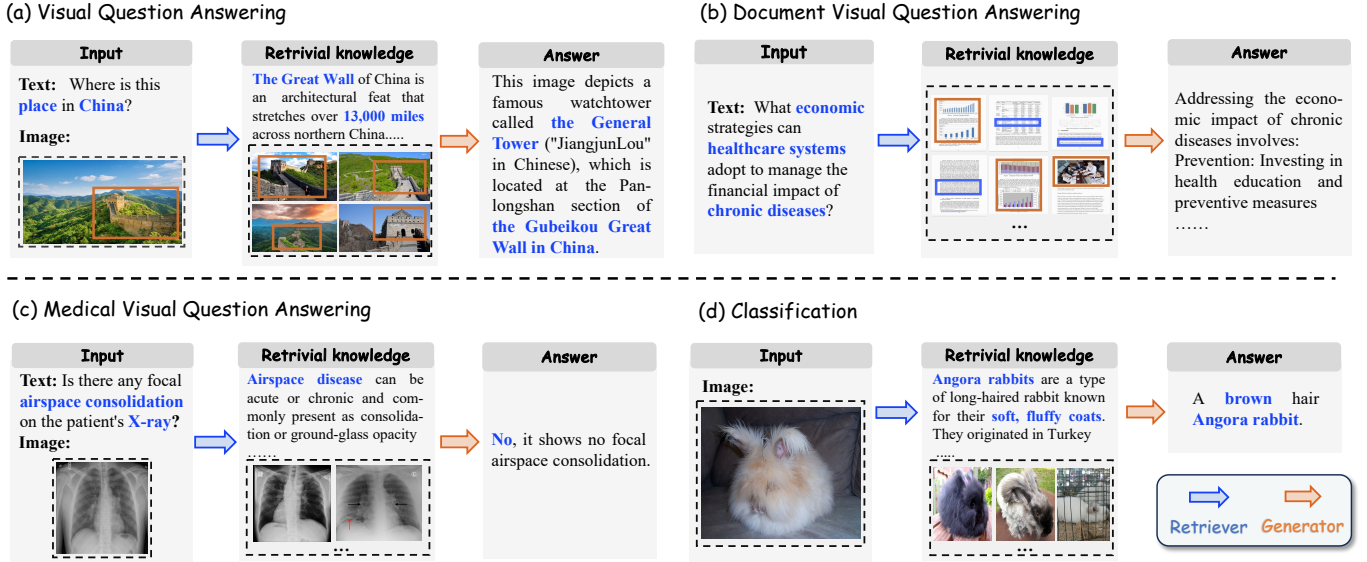 (a) Visual Question Answering
Input
Text: Where is this
place in China?
Image:
Retrivial knowledge
The Great Wall of China is
an architectural feat that
stretches over 13,000 miles
across northern China.....
Answer
This image depicts a
famous watchtower
called the General
Tower ("JiangjunLou"
in Chinese), which is
located at the Pan-
longshan section of
the Gubeikou Great
Wall in China.
(b) Document Visual Question Answering
Input
Text: What economic
strategies can
healthcare systems
adopt to manage the
financial impact of
chronic diseases?
Retrivial knowledge
...
Answer
Addressing the econo-
mic impact of chronic
diseases involves:
Prevention: Investing in
health education and
preventive measures
……
(c) Medical Visual Question Answering
Input
Text: Is there any focal
airspace consolidation
on the patient's X-ray?
Image:
Retrivial knowledge
Airspace disease can be
acute or chronic and com-
monly present as consolida-
tion or ground-glass opacity
……
...
Answer
No, it shows no focal
airspace consolidation.
(d) Classification
Input
Image:
Retrivial knowledge
Angora rabbits are a type
of long-haired rabbit known
for their soft, fluffy coats.
They originated in Turkey
.....
...
Answer
A brown hair
Angora rabbit.
Retriever
Generator